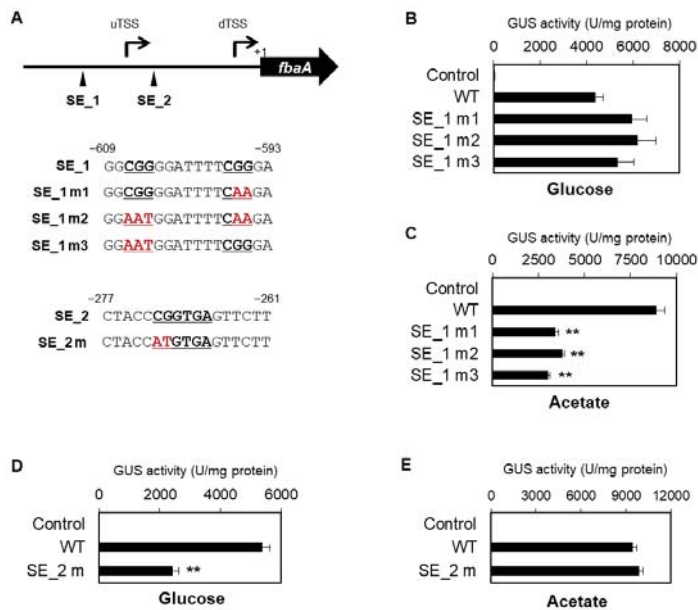 A
uTSS
dTSS
+1
fbaA
SE_1
SE_2
−609
−593
SE_1 GGCGGGGATTTTCGGGA
SE_1 m1 GGCGGGGATTTTCAAGA
SE_1 m2 GGAATGGATTTTCAAGA
SE_1 m3 GGAATGGATTTTCGGGA
−277
−261
SE_2 CTACCCGGTGAGTTCTT
SE_2 m CTACCATGTGAGTTCTT
B
GUS activity (U/mg protein)
0 2000 4000 6000 8000
Control
WT
SE_1 m1
SE_1 m2
SE_1 m3
Glucose
C
GUS activity (U/mg protein)
0 2500 5000 7500 10000
Control
WT
SE_1 m1 **
SE_1 m2 **
SE_1 m3 **
Acetate
D
GUS activity (U/mg protein)
0 2000 4000 6000
Control
WT
SE_2 m **
Glucose
E
GUS activity (U/mg protein)
0 3000 6000 9000 12000
Control
WT
SE_2 m
Acetate